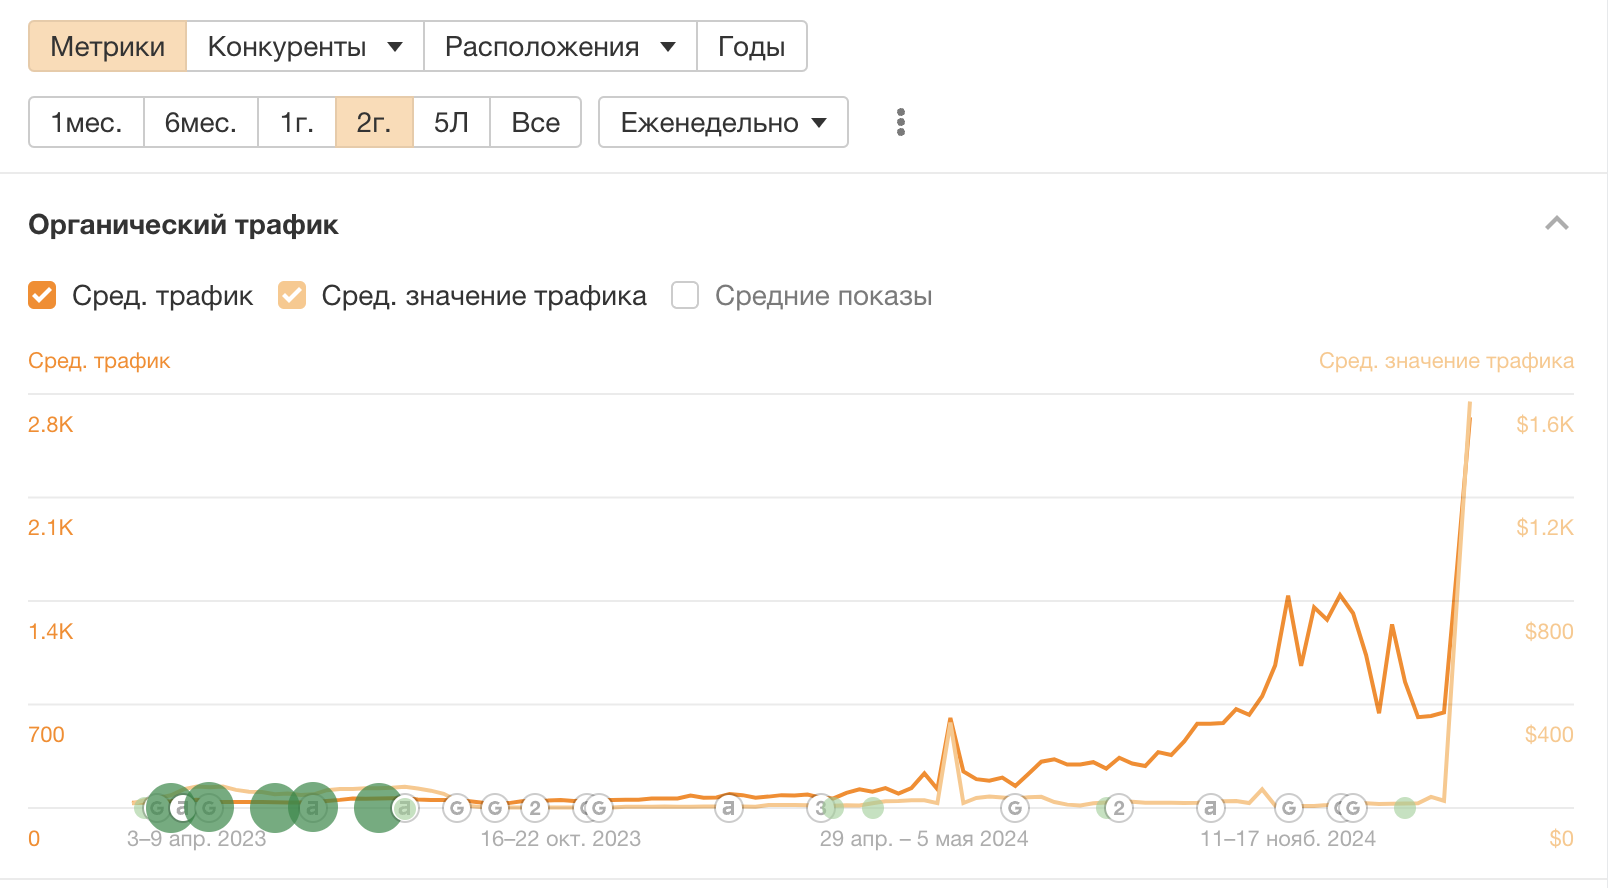 Метрики Конкуренты Расположения Годы
1мес. 6мес. 1г. 2г. 5Л Все Еженедельно
Органический трафик
Сред. трафик Сред. значение трафика Средние показы
Сред. трафик Сред. значение трафика
2.8K $1.6K
2.1K $1.2K
1.4K $800
700 $400
G a G a a G G 2 G G a 3 G 2 a G G G
0 3–9 апр. 2023 16–22 окт. 2023 29 апр. – 5 мая 2024 11–17 нояб. 2024 $0